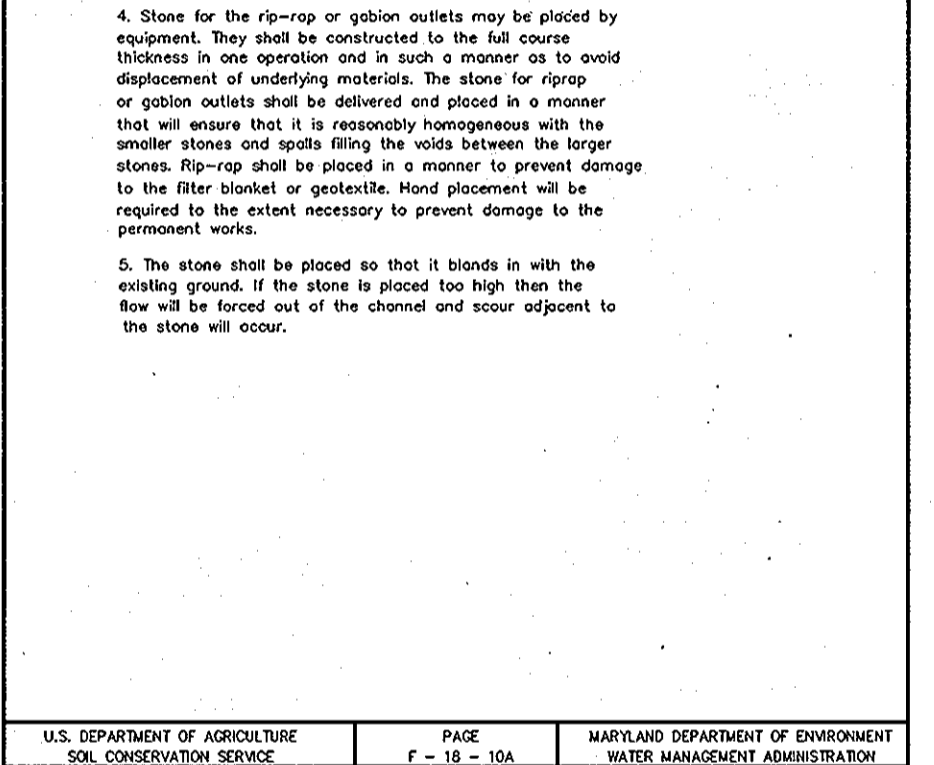 4. Stone for the rip-rap or gabion outlets may be placed by
equipment. They shall be constructed to the full course
thickness in one operation and in such a manner as to avoid
displacement of underlying materials. The stone for riprap
or gabion outlets shall be delivered and placed in a manner
that will ensure that it is reasonably homogeneous with the
smaller stones and spalls filling the voids between the larger
stones. Rip-rap shall be placed in a manner to prevent damage
to the filter blanket or geotextile. Hand placement will be
required to the extent necessary to prevent damage to the
permanent works.
5. The stone shall be placed so that it blends in with the
existing ground. If the stone is placed too high then the
flow will be forced out of the channel and scour adjacent to
the stone will occur.
U.S. DEPARTMENT OF AGRICULTURE
SOIL CONSERVATION SERVICE
PAGE
F - 18 - 10A
MARYLAND DEPARTMENT OF ENVIRONMENT
WATER MANAGEMENT ADMINISTRATION